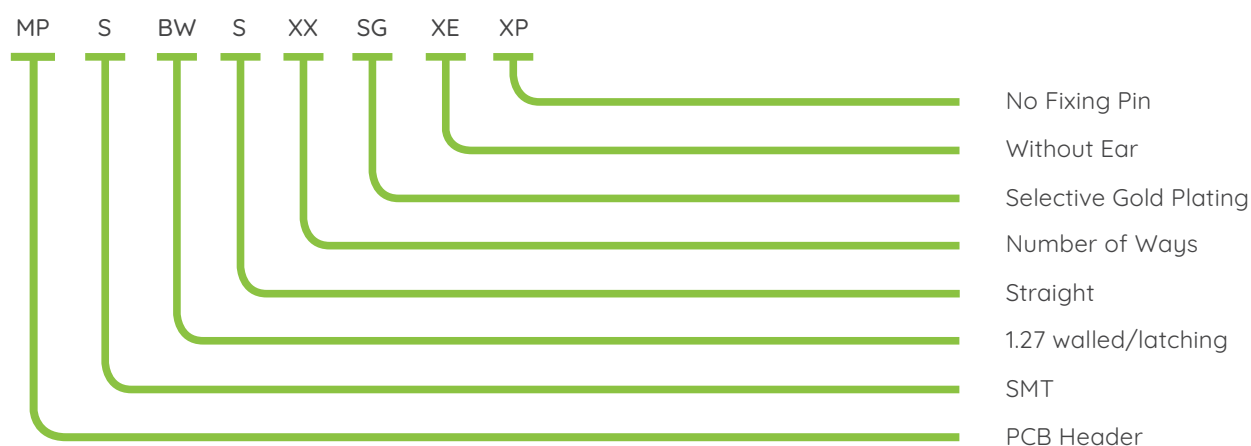 MP S BW S XX SG XE XP
No Fixing Pin
Without Ear
Selective Gold Plating
Number of Ways
Straight
1.27 walled/latching
SMT
PCB Header